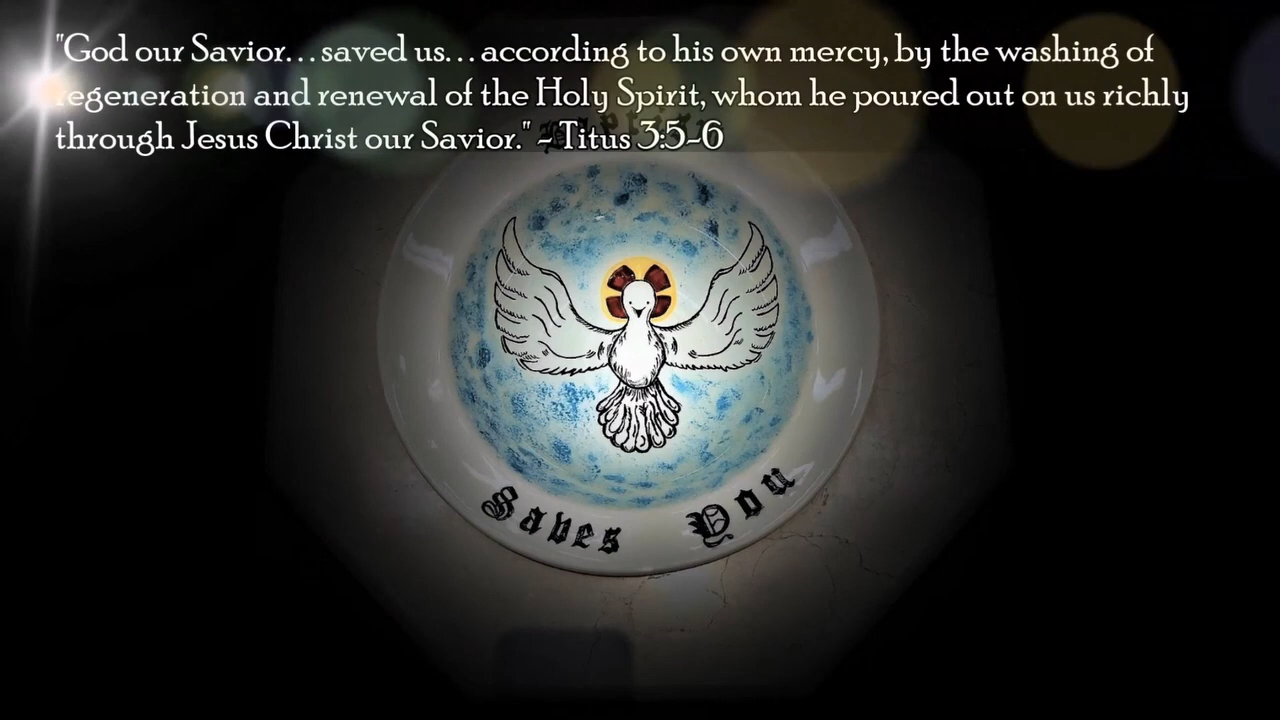 "God our Savior... saved us... according to his own mercy, by the washing of
regeneration and renewal of the Holy Spirit, whom he poured out on us richly
through Jesus Christ our Savior." ~ Titus 3:5-6
Saves You